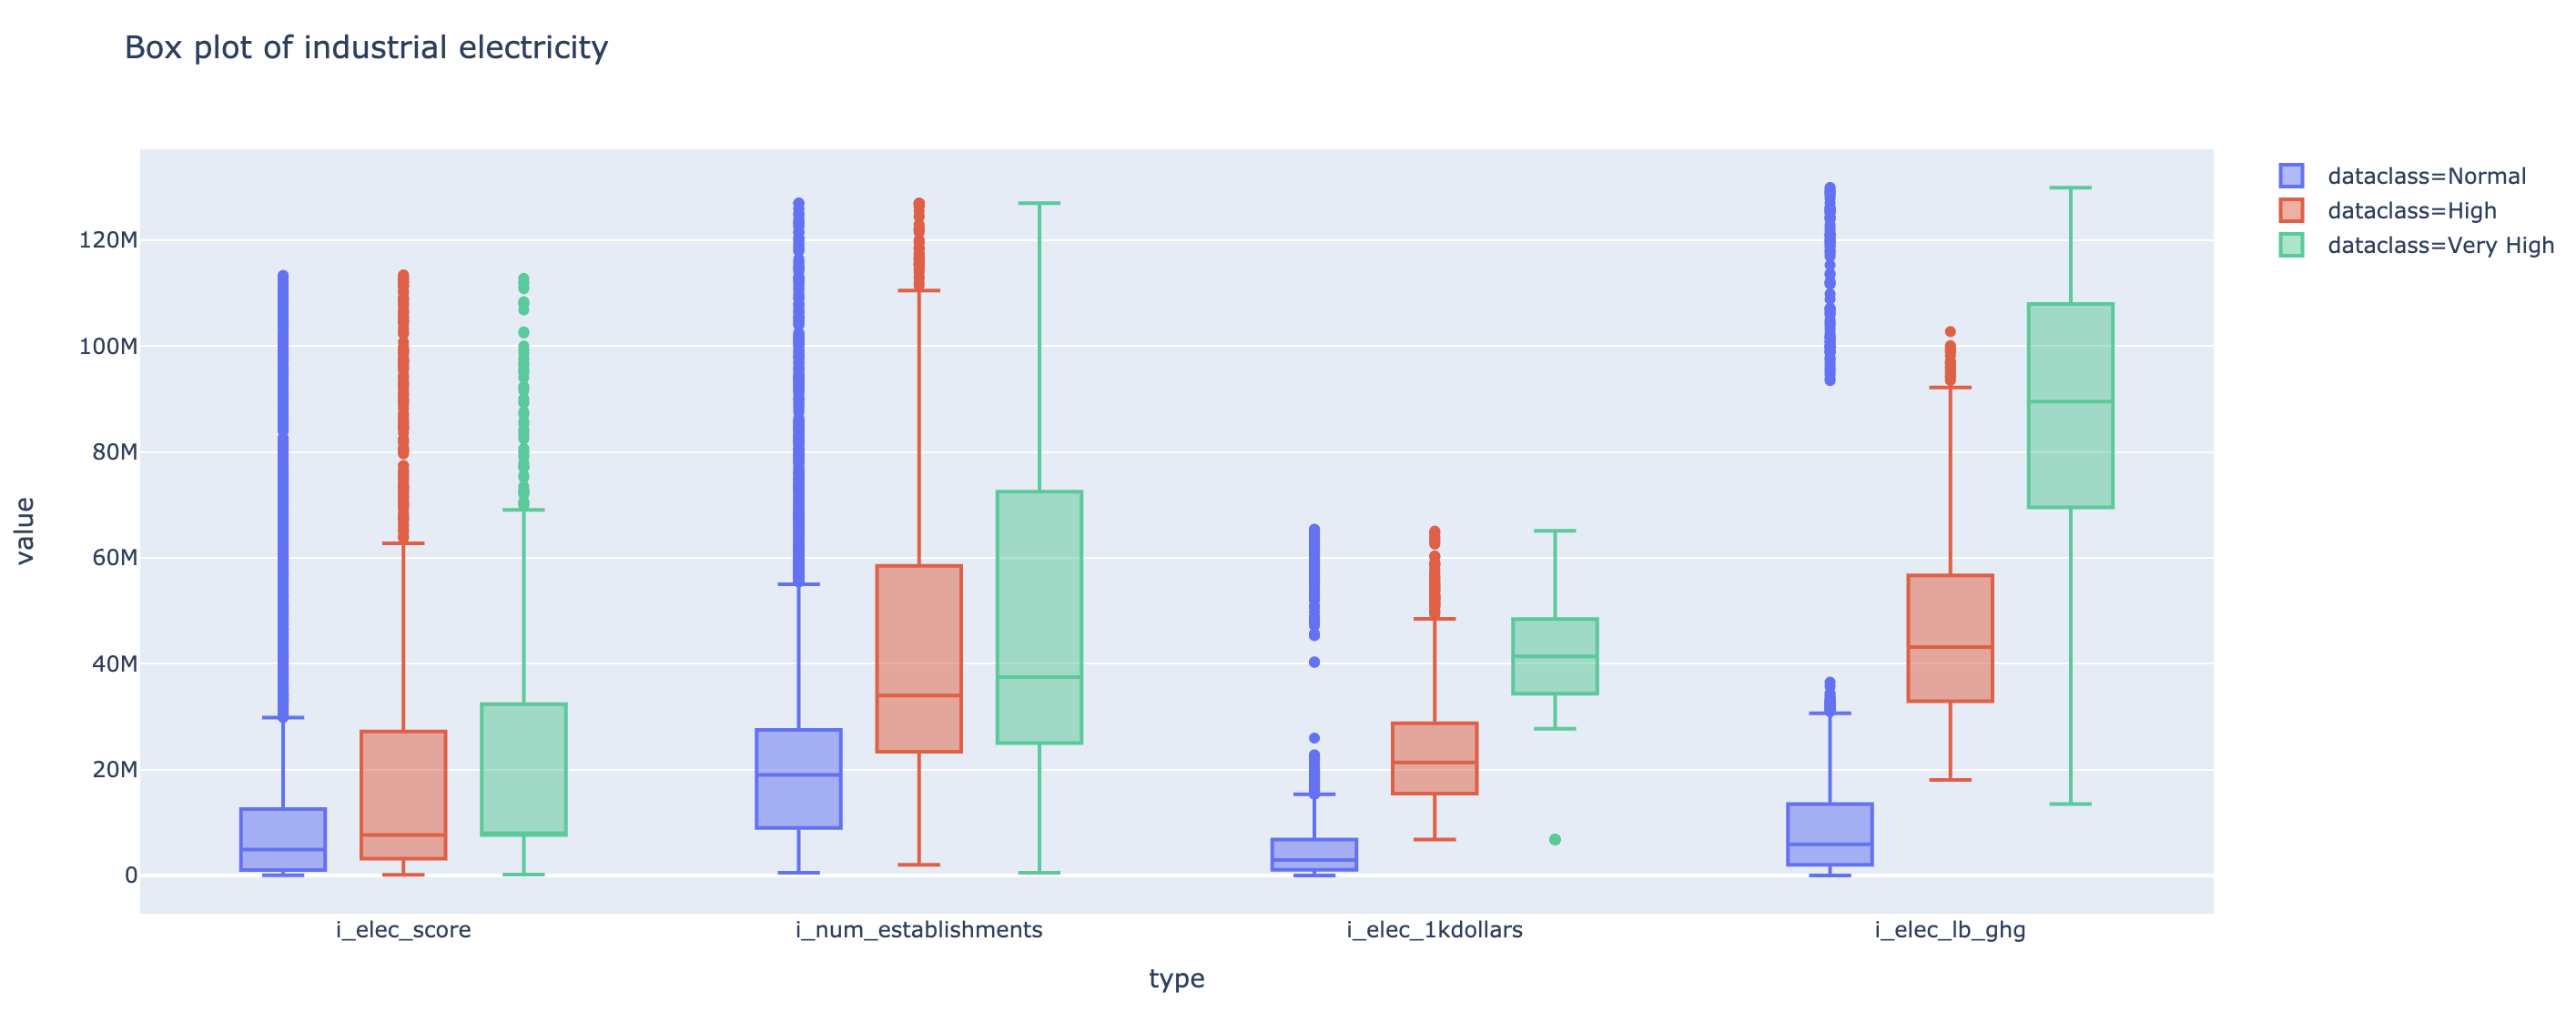 Box plot of industrial electricity
dataclass=Normal
dataclass=High
dataclass=Very High
120M
100M
80M
60M
40M
20M
0
value
i_elec_score
i_num_establishments
i_elec_1kdollars
i_elec_lb_ghg
type